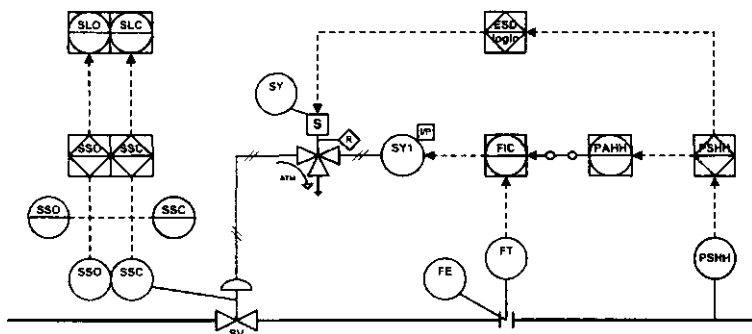 SLO SLC
ESD
logic
SY
S
R
I/P
SSO SSC
SY1
FIC
PAHH
PSHH
ATM
SSO
SSC
SSO SSC
FE
FT
PSHH
SV